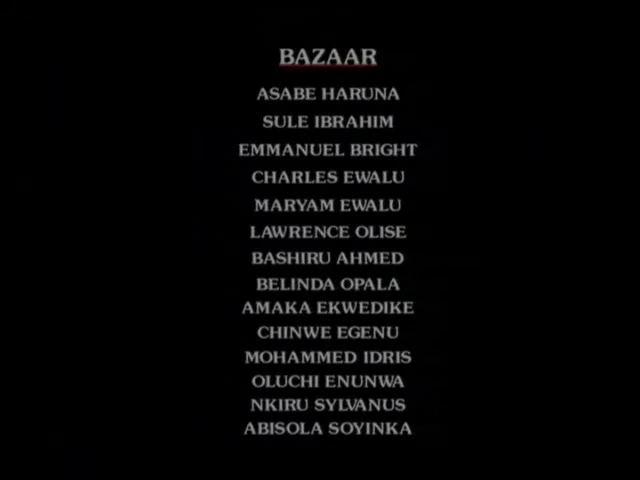 BAZAAR
ASABE HARUNA
SULE IBRAHIM
EMMANUEL BRIGHT
CHARLES EWALU
MARYAM EWALU
LAWRENCE OLISE
BASHIRU AHMED
BELINDA OPALA
AMAKA EKWEDIKE
CHINWE EGENU
MOHAMMED IDRIS
OLUCHI ENUNWA
NKIRU SYLVANUS
ABISOLA SOYINKA